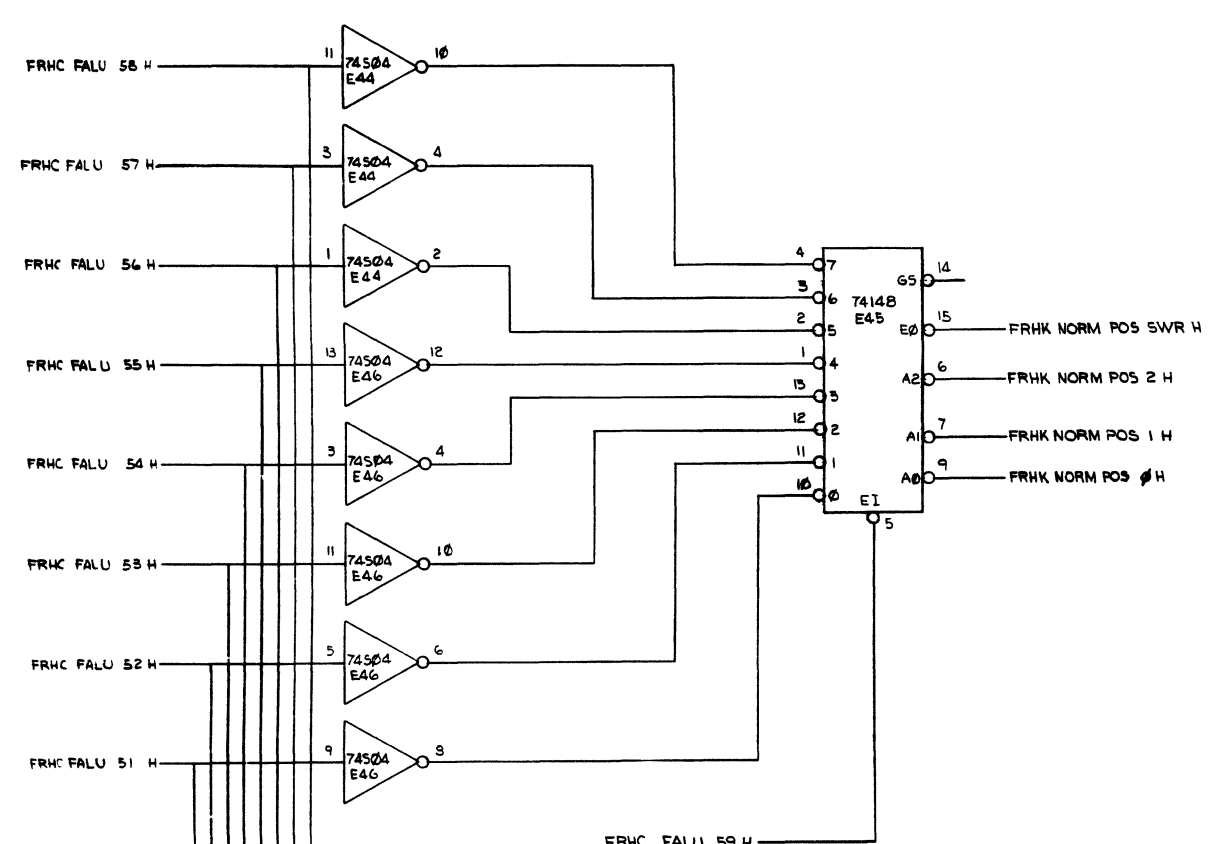 FRHC FALU 58 H
11
74S04
E44
10
FRHC FALU 57 H
3
74S04
E44
4
FRHC FALU 56 H
1
74S04
E44
2
FRHC FALU 55 H
13
74S04
E46
12
FRHC FALU 54 H
3
74S04
E46
4
FRHC FALU 53 H
11
74S04
E46
10
FRHC FALU 52 H
5
74S04
E46
6
FRHC FALU 51 H
9
74S04
E46
8
4
7
3
6
2
5
1
4
13
3
12
2
11
1
10
0
74148
E45
EI
5
GS
14
E0
15
FRHK NORM POS SWR H
A2
6
FRHK NORM POS 2 H
A1
7
FRHK NORM POS 1 H
A0
9
FRHK NORM POS 0 H
FRHC FALU 59 H